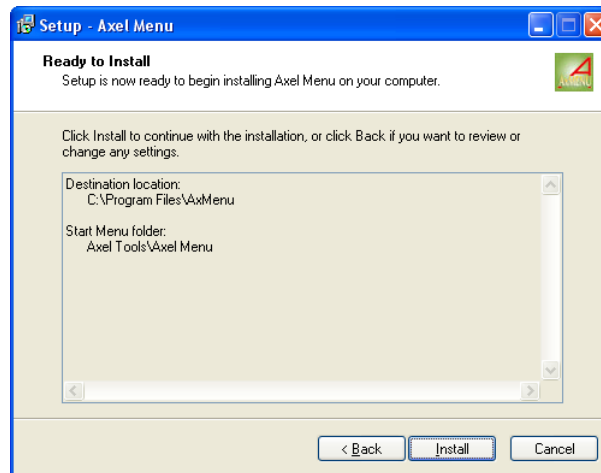 Setup - Axel Menu
Ready to Install
Setup is now ready to begin installing Axel Menu on your computer.
A
AXMENU
Click Install to continue with the installation, or click Back if you want to review or
change any settings.
Destination location:
C:\Program Files\AxMenu
Start Menu folder:
Axel Tools\Axel Menu
< Back
Install
Cancel